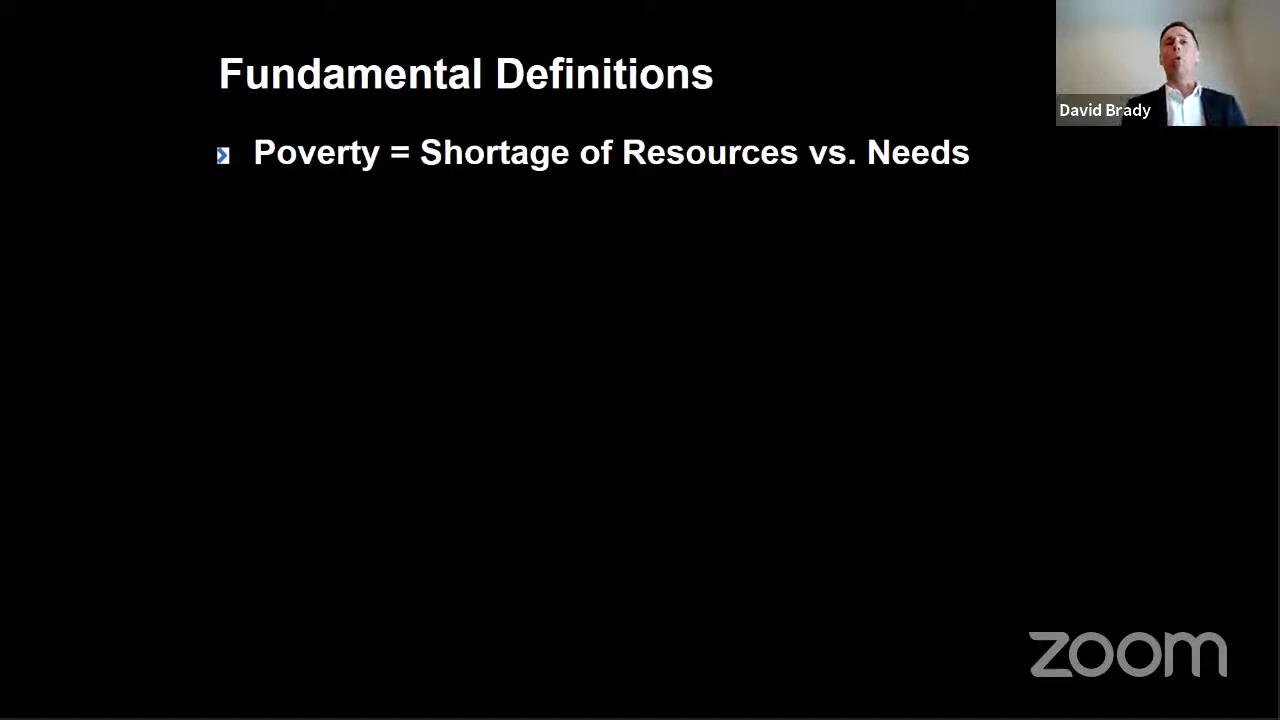 Fundamental Definitions
David Brady
Poverty = Shortage of Resources vs. Needs
zoom